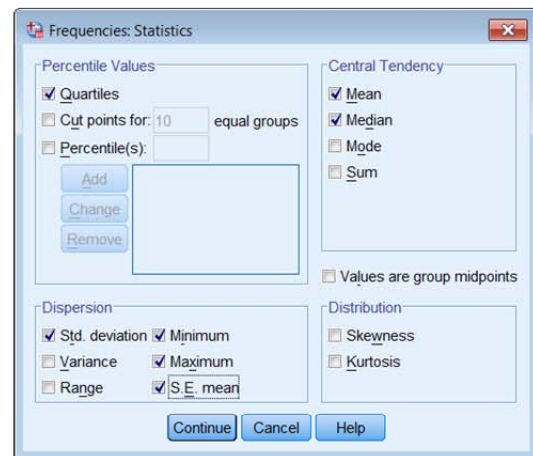 Frequencies: Statistics
Percentile Values
Quartiles
Cut points for: 10 equal groups
Percentile(s):
Add
Change
Remove
Central Tendency
Mean
Median
Mode
Sum
Values are group midpoints
Dispersion
Std. deviation Minimum
Variance Maximum
Range S.E. mean
Distribution
Skewness
Kurtosis
Continue Cancel Help